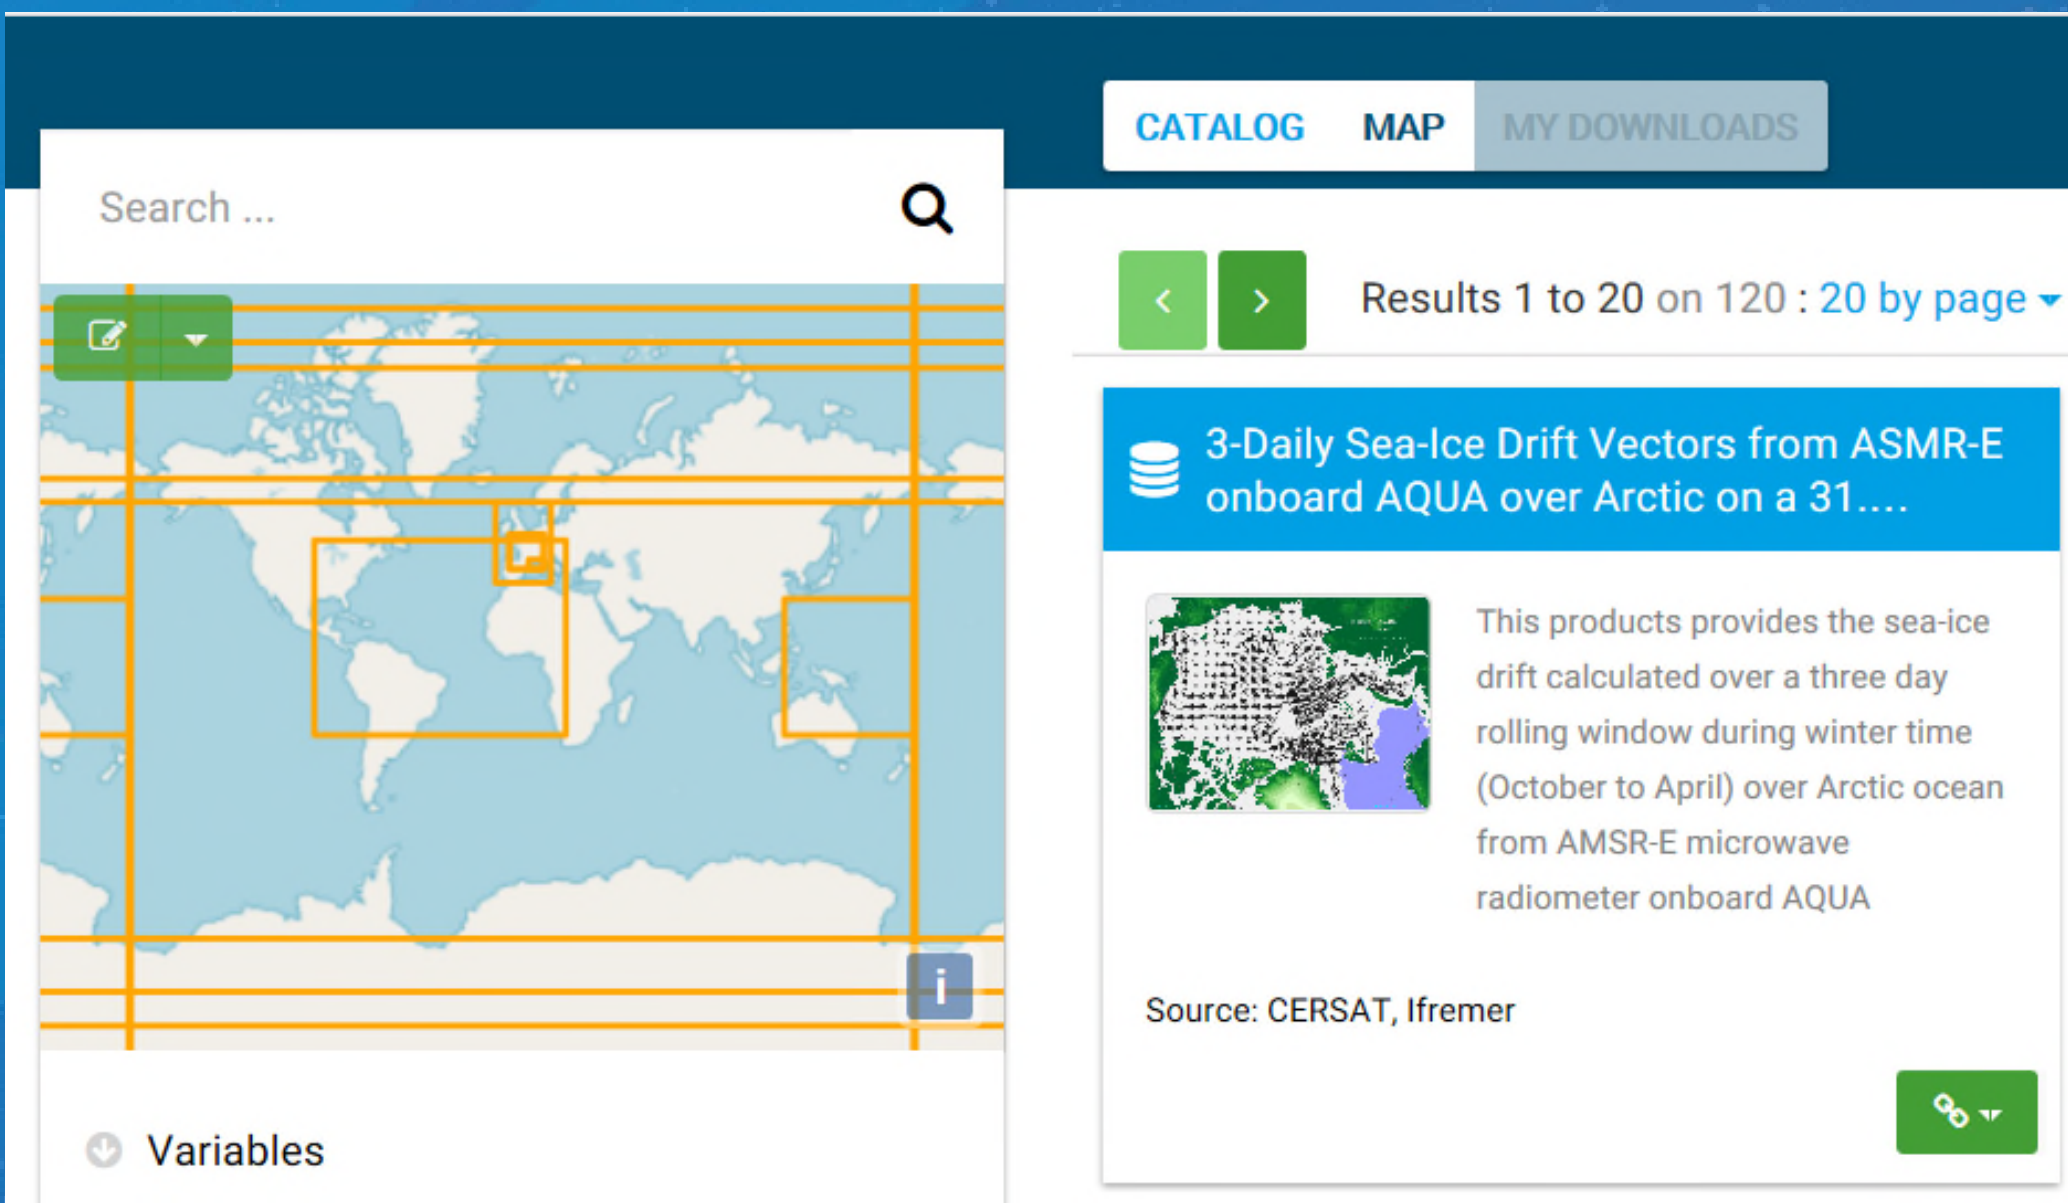 CATALOG MAP MY DOWNLOADS
Search ...
Results 1 to 20 on 120 : 20 by page
3-Daily Sea-Ice Drift Vectors from ASMR-E
onboard AQUA over Arctic on a 31....
This products provides the sea-ice
drift calculated over a three day
rolling window during winter time
(October to April) over Arctic ocean
from AMSR-E microwave
radiometer onboard AQUA
Source: CERSAT, Ifremer
i
Variables